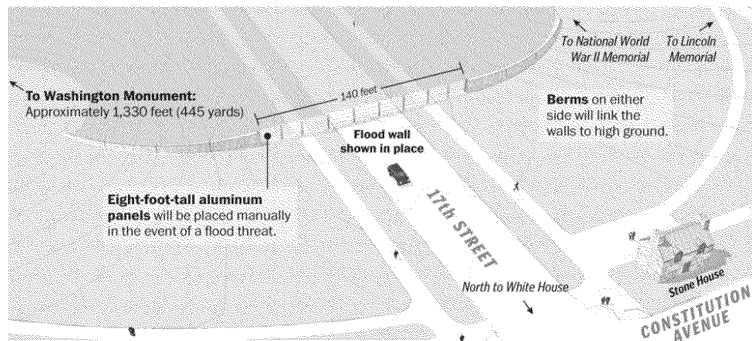 To National World
War II Memorial
To Lincoln
Memorial
To Washington Monument:
Approximately 1,330 feet (445 yards)
140 feet
Berms on either
side will link the
walls to high ground.
Flood wall
shown in place
Eight-foot-tall aluminum
panels will be placed manually
in the event of a flood threat.
17th STREET
North to White House
Stone House
CONSTITUTION
AVENUE